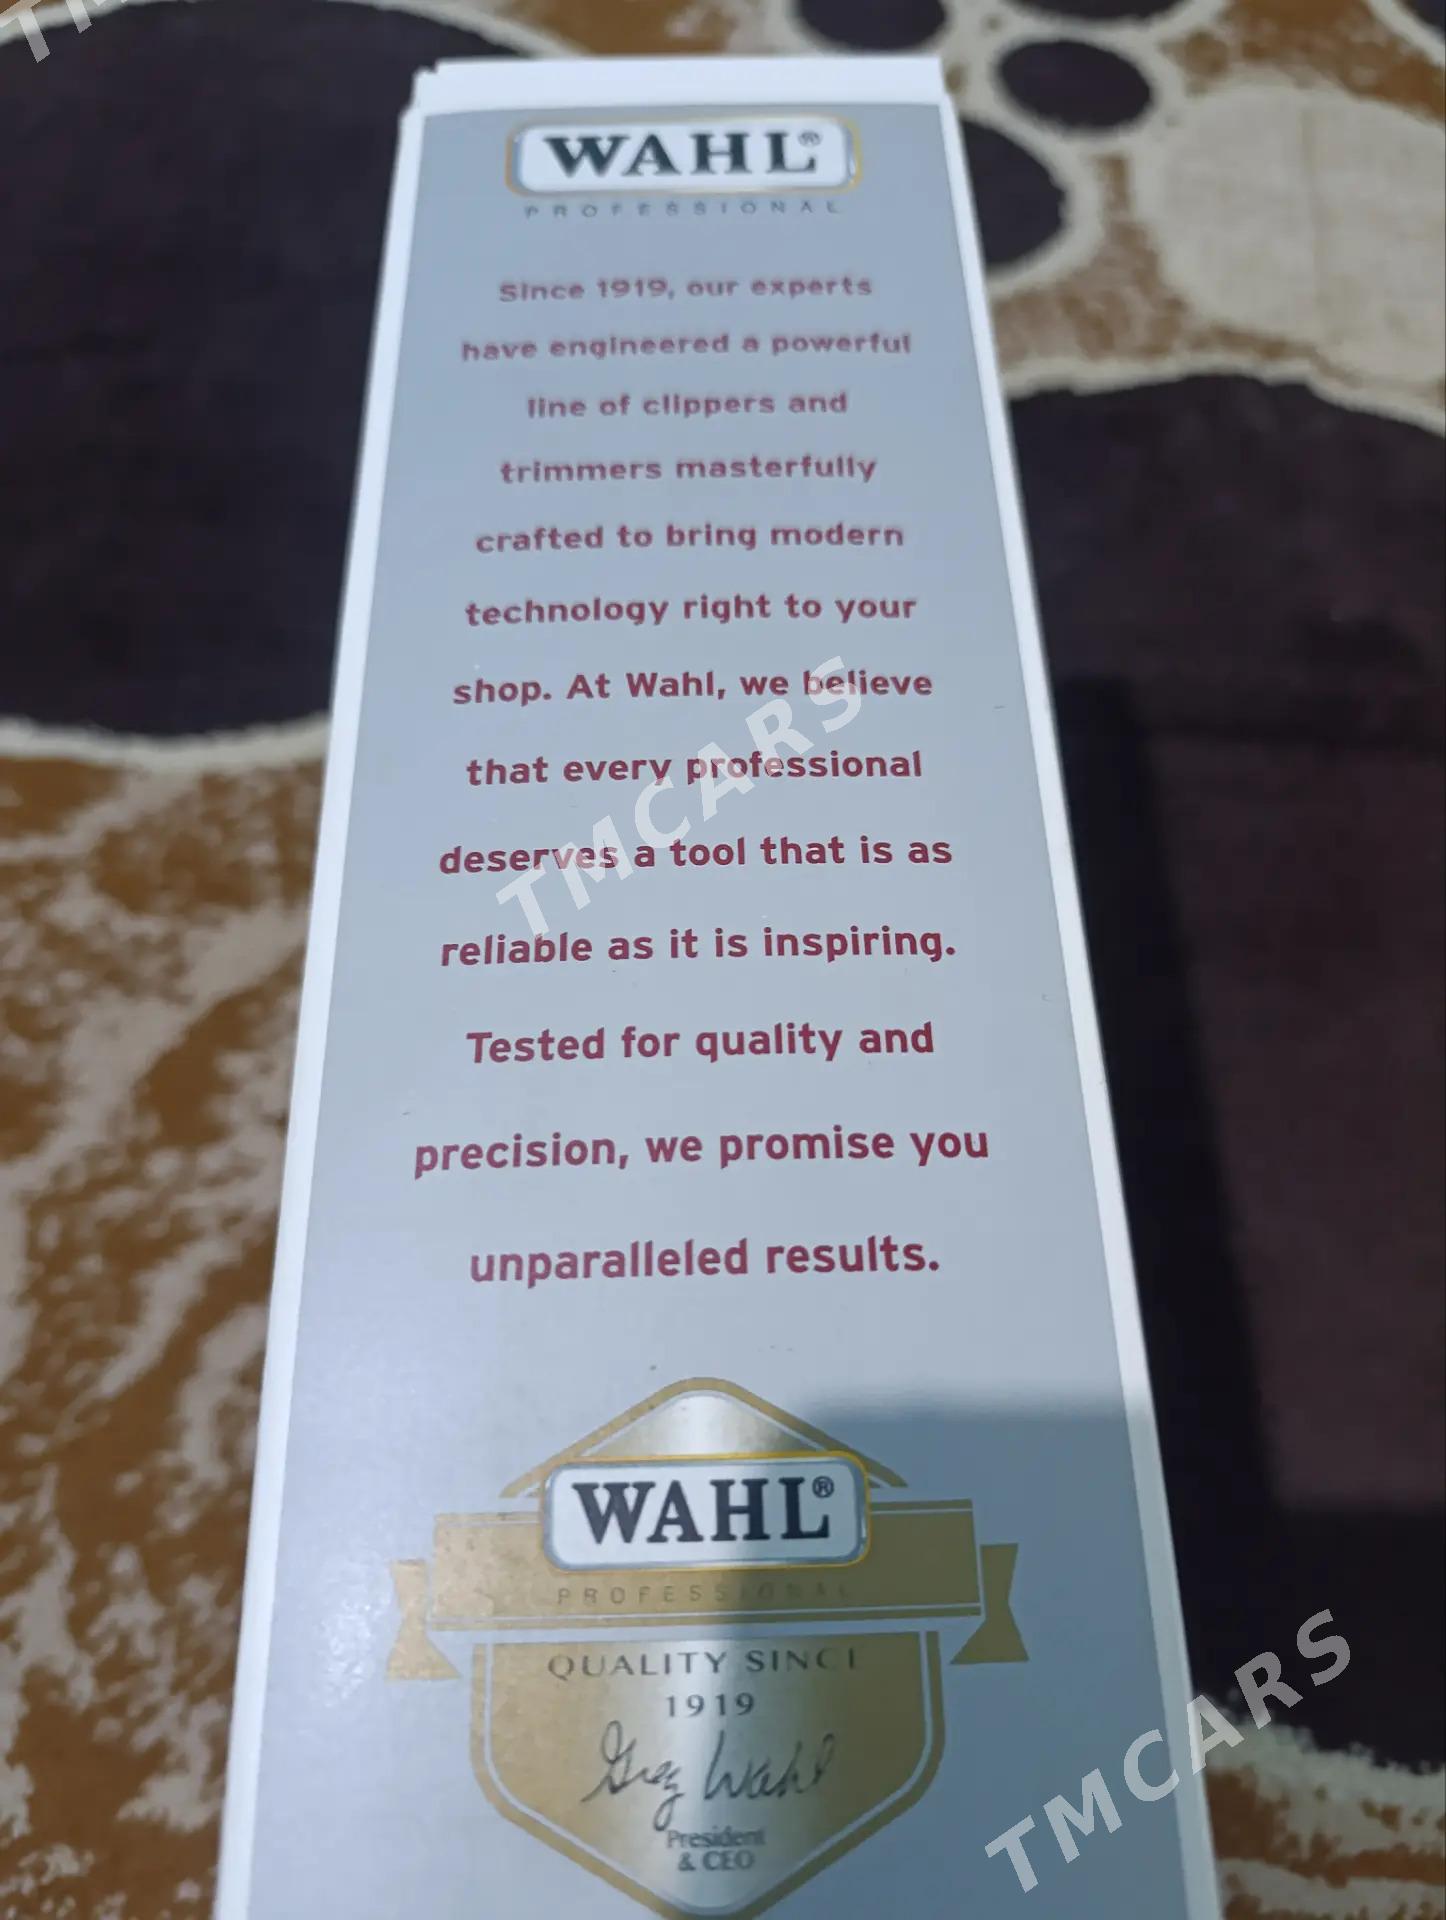 WAHL®
PROFESSIONAL
Since 1919, our experts
have engineered a powerful
line of clippers and
trimmers masterfully
crafted to bring modern
technology right to your
shop. At Wahl, we believe
that every professional
deserves a tool that is as
reliable as it is inspiring.
Tested for quality and
precision, we promise you
unparalleled results.
WAHL®
PROFESSIONAL
QUALITY SINCE
1919
Greg Wahl
President
& CEO
TMCARS
TMCARS